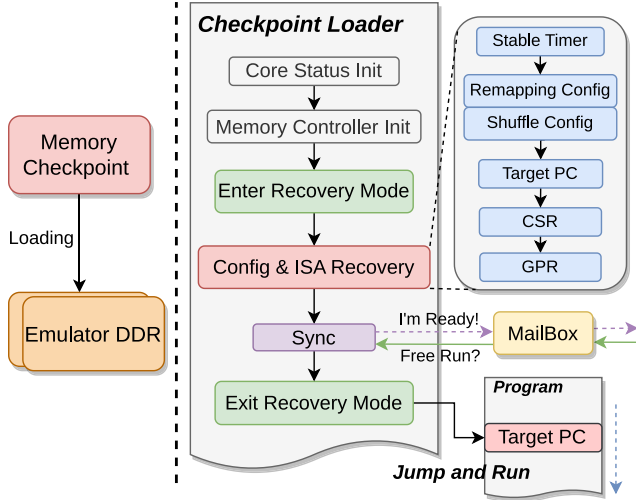 Memory
Checkpoint
Loading
Emulator DDR
Checkpoint Loader
Core Status Init
Memory Controller Init
Enter Recovery Mode
Config & ISA Recovery
Sync
Exit Recovery Mode
Stable Timer
Remapping Config
Shuffle Config
Target PC
CSR
GPR
I'm Ready!
Free Run?
MailBox
Program
Target PC
Jump and Run